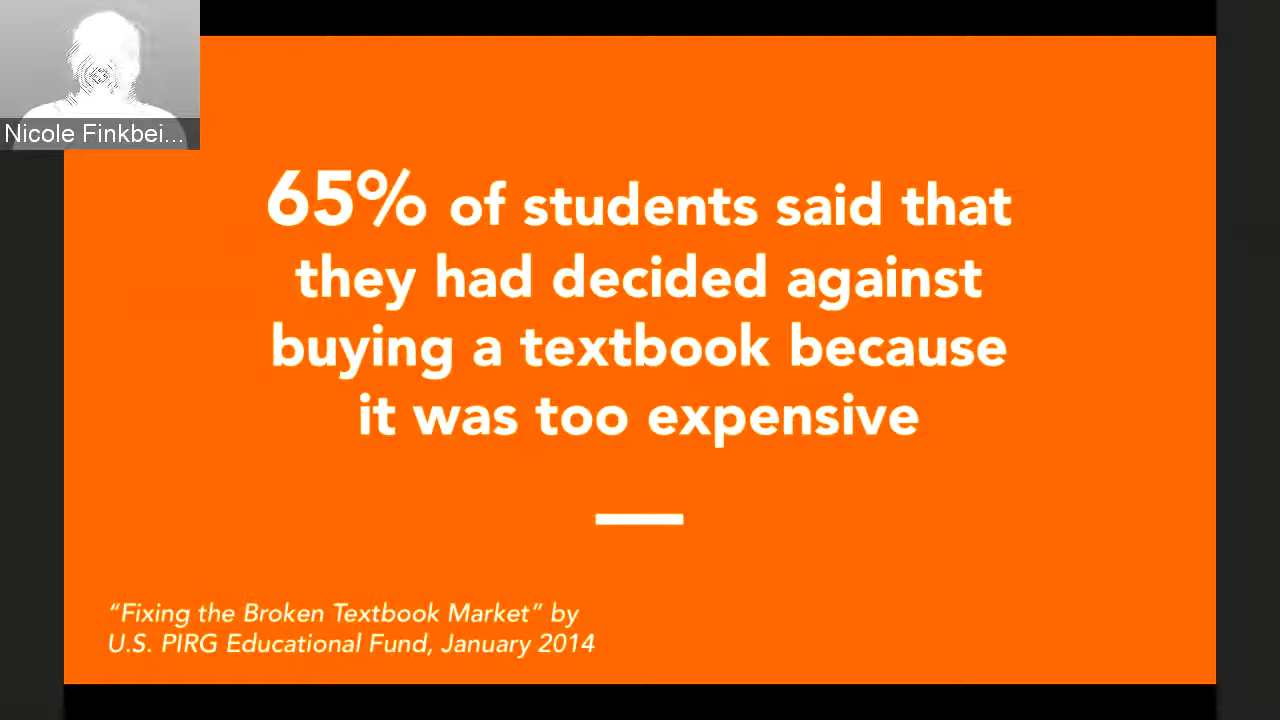 Nicole Finkbei...
65% of students said that
they had decided against
buying a textbook because
it was too expensive
“Fixing the Broken Textbook Market” by
U.S. PIRG Educational Fund, January 2014